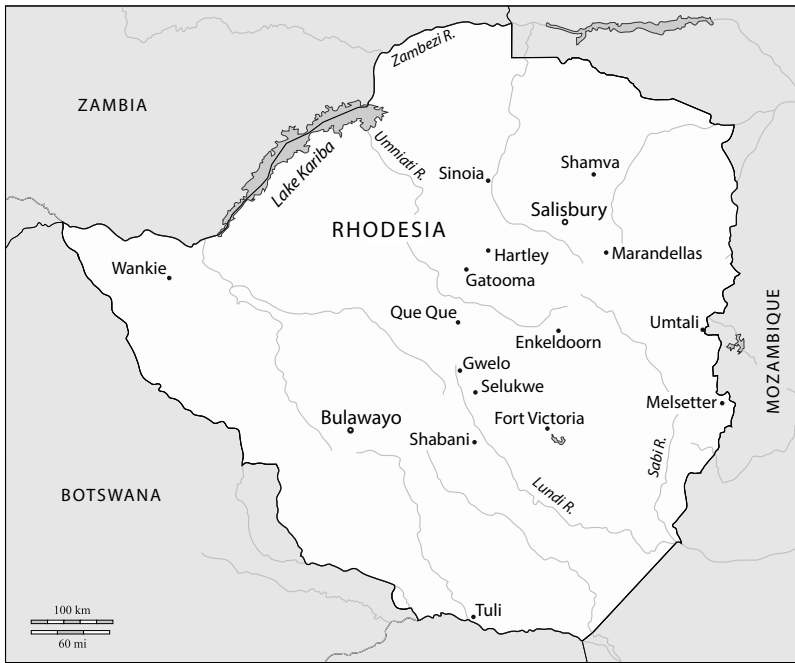 Zambezi R.
ZAMBIA
Umniati R.
Lake Kariba
Sinoia
Shamva
Salisbury
RHODESIA
Hartley
Marandellas
Wankie
Gatooma
Que Que
Umtali
Enkeldoorn
MOZAMBIQUE
Gwelo
Selukwe
Melsetter
Bulawayo
Fort Victoria
Shabani
Sabi R.
Lundi R.
BOTSWANA
Tuli
100 km
60 mi